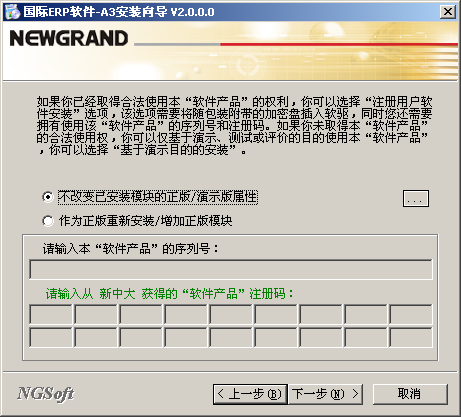 国际ERP软件-A3安装向导 V2.0.0.0
NEWGRAND
如果你已经取得合法使用本“软件产品”的权利，你可以选择“注册用户软
件安装”选项，该选项需要将随包装附带的加密盘插入软驱，同时您还需要
拥有使用该“软件产品”的序列号和注册码。如果你未取得本“软件产品”
的合法使用权，你可以仅基于演示、测试或评价的目的使用本“软件产品”
，你可以选择“基于演示目的的安装”。
不改变已安装模块的正版/演示版属性
...
作为正版重新安装/增加正版模块
请输入本“软件产品”的序列号：
请输入从 新中大 获得的“软件产品”注册码：
NGSoft
< 上一步(B) 下一步(N) > 取消